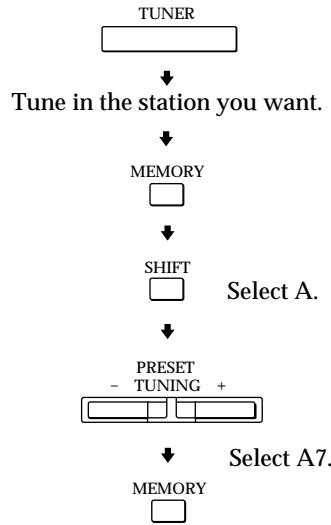 TUNER
Tune in the station you want.
MEMORY
SHIFT
Select A.
PRESET
– TUNING +
Select A7.
MEMORY